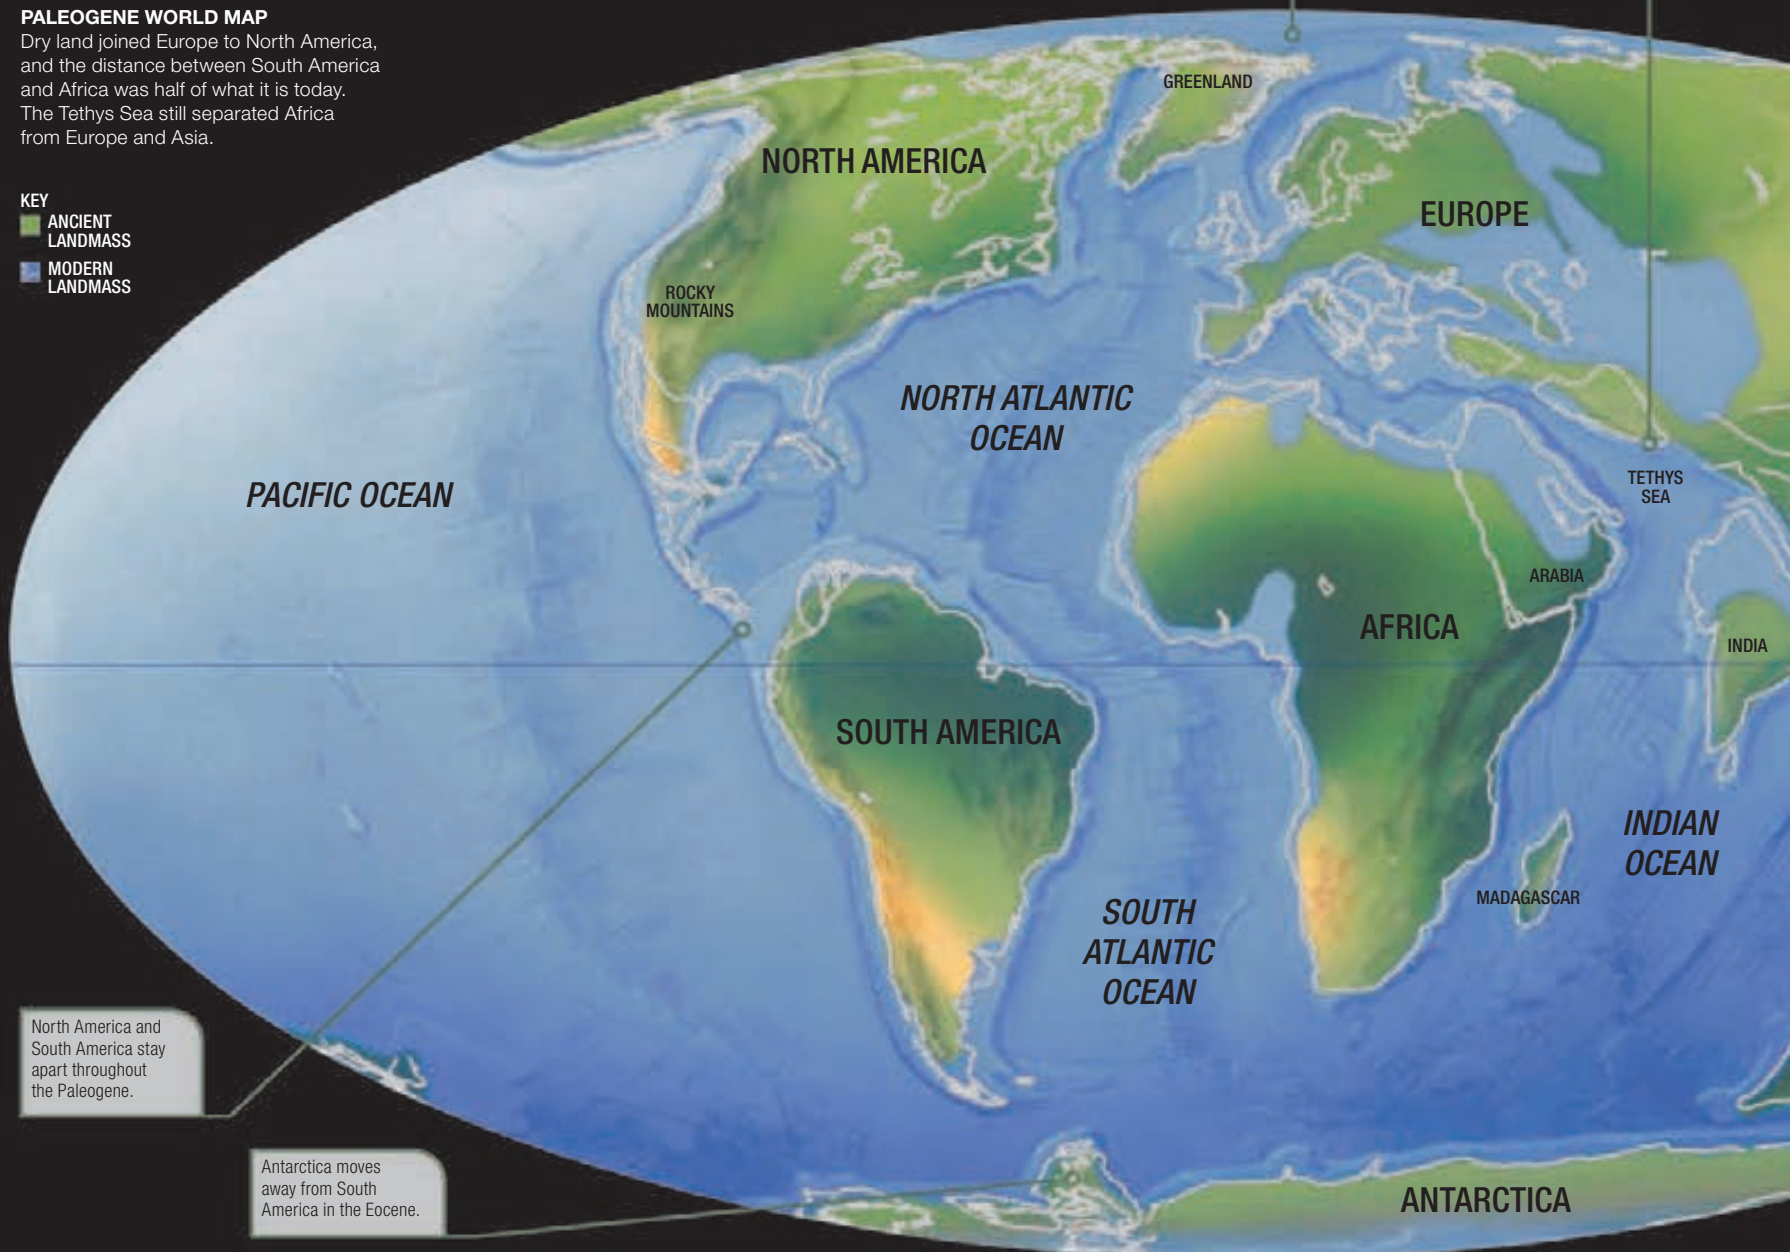 PALEOGENE WORLD MAP
Dry land joined Europe to North America,
and the distance between South America
and Africa was half of what it is today.
The Tethys Sea still separated Africa
from Europe and Asia.
KEY
ANCIENT
LANDMASS
MODERN
LANDMASS
GREENLAND
NORTH AMERICA
EUROPE
ROCKY
MOUNTAINS
NORTH ATLANTIC
OCEAN
PACIFIC OCEAN
TETHYS
SEA
ARABIA
AFRICA
INDIA
SOUTH AMERICA
INDIAN
OCEAN
MADAGASCAR
SOUTH
ATLANTIC
OCEAN
North America and
South America stay
apart throughout
the Paleogene.
Antarctica moves
away from South
America in the Eocene.
ANTARCTICA